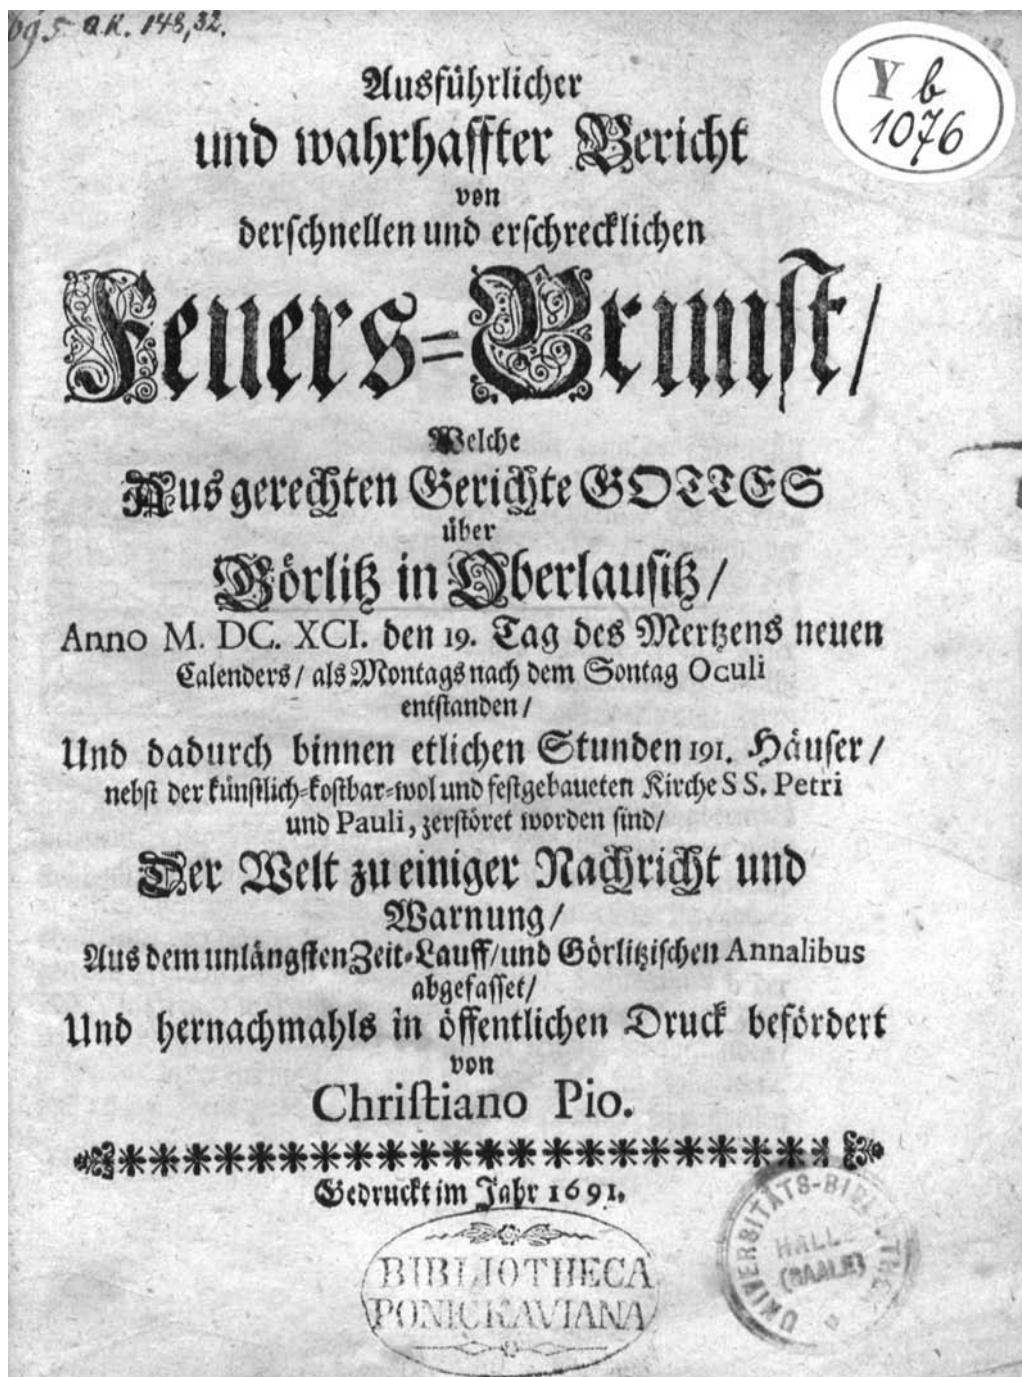 Q.K. 148,32.
Y b
1076
Ausführlicher
und wahrhaffter Bericht
von
derschnellen und erschrecklichen
Feuers=Brunst/
Welche
Aus gerechten Gerichte GOTTES
über
Görlitz in Oberlausitz/
Anno M. DC. XCI. den 19. Tag des Mertzens neuen
Calenders/ als Montags nach dem Sontag Oculi
entstanden/
Und dadurch binnen etlichen Stunden 191. Häuser/
nebst der künstlich=kostbar=wol und festgebaueten Kirche S S. Petri
und Pauli, zerstöret worden sind/
Der Welt zu einiger Nachricht und
Warnung/
Aus dem unlängsten Zeit=Lauff/und Görlitzischen Annalibus
abgefasset/
Und hernachmahls in öffentlichen Druck befördert
von
Christiano Pio.
Gedruckt im Jahr 1691.
BIBLIOTHECA
PONICKAVIANA
UNIVERSITÄTS-BIBLIOTHEK
HALLE
(SAALE)